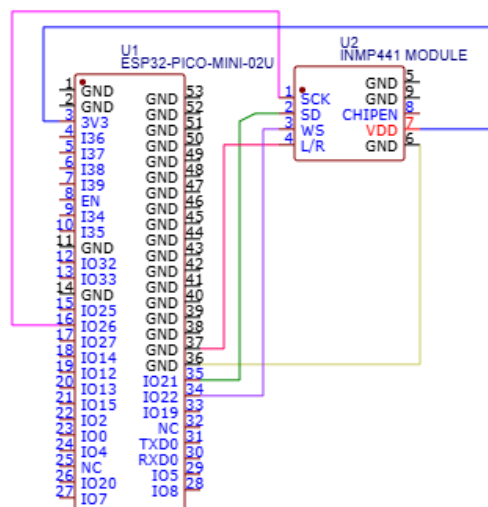 U1
ESP32-PICO-MINI-02U
1 GND
2 GND
3 3V3
4 I36
5 I37
6 I38
7 I39
8 EN
9 I34
10 I35
11 GND
12 IO32
13 IO33
14 GND
15 IO25
16 IO26
17 IO27
18 IO14
19 IO12
20 IO13
21 IO15
22 IO2
23 IO0
24 IO4
25 NC
26 IO20
27 IO7
GND 53
GND 52
GND 51
GND 50
GND 49
GND 48
GND 47
GND 46
GND 45
GND 44
GND 43
GND 42
GND 41
GND 40
GND 39
GND 38
GND 37
GND 36
IO21 35
IO22 34
IO19 33
NC 32
TXD0 31
RXD0 30
IO5 29
IO8 28
U2
INMP441 MODULE
1 SCK
2 SD
3 WS
4 L/R
GND 5
GND 9
CHIPEN 8
VDD 7
GND 6